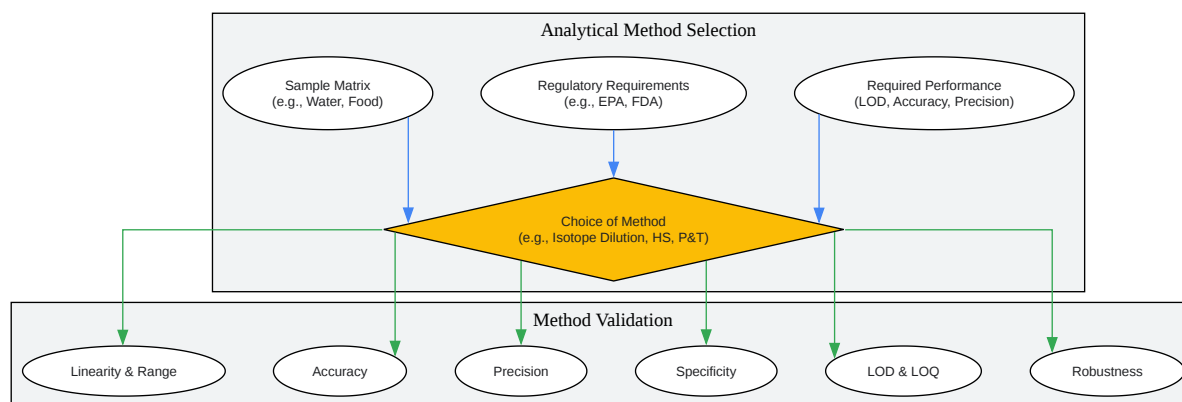 Analytical Method Selection
Sample Matrix
(e.g., Water, Food)
Regulatory Requirements
(e.g., EPA, FDA)
Required Performance
(LOD, Accuracy, Precision)
Choice of Method
(e.g., Isotope Dilution, HS, P&T)
Method Validation
Linearity & Range
Accuracy
Precision
Specificity
LOD & LOQ
Robustness